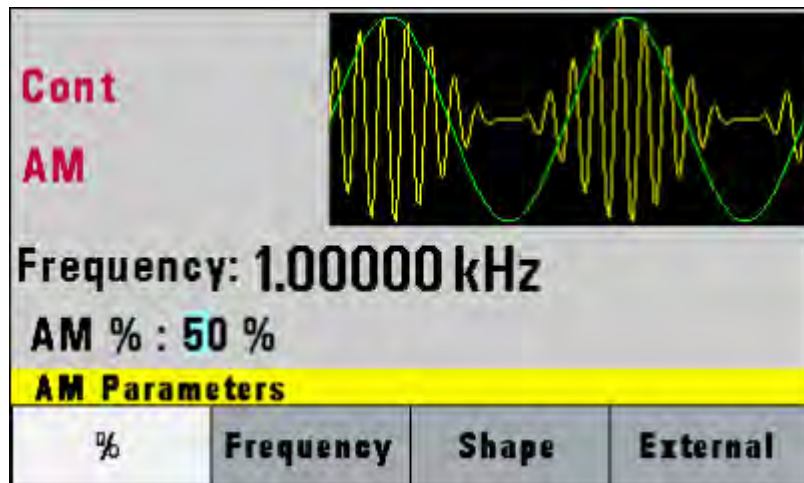 Cont
AM
Frequency: 1.00000 kHz
AM % : 50 %
AM Parameters
% Frequency Shape External